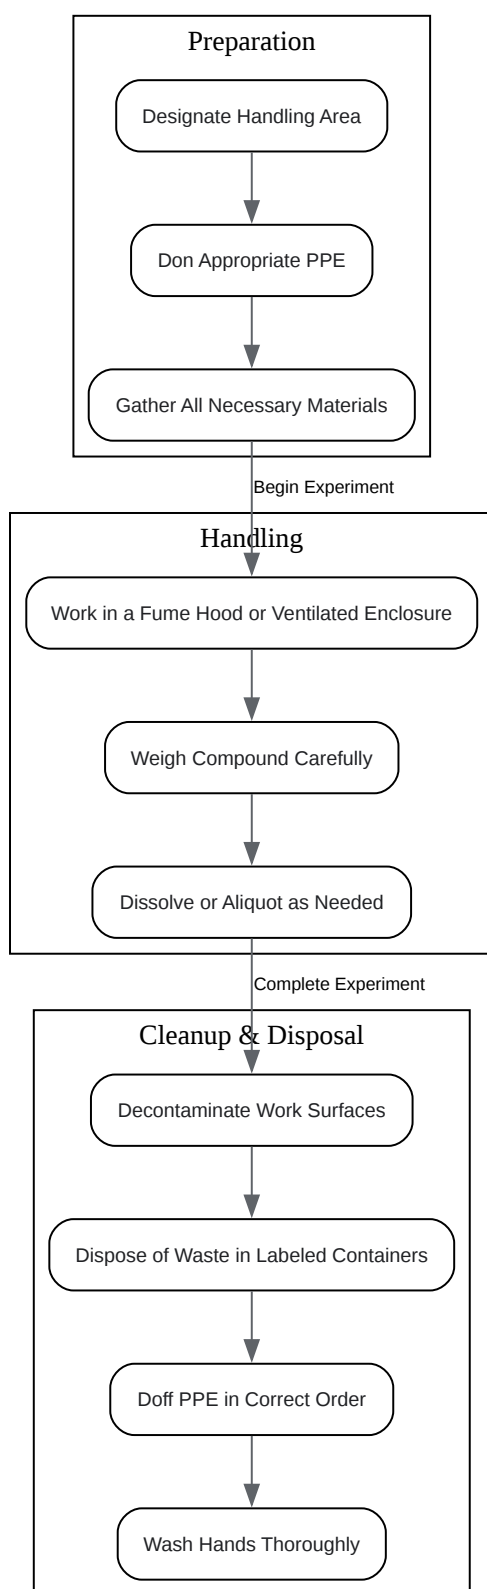 Preparation
Designate Handling Area
Don Appropriate PPE
Gather All Necessary Materials
Begin Experiment
Handling
Work in a Fume Hood or Ventilated Enclosure
Weigh Compound Carefully
Dissolve or Aliquot as Needed
Complete Experiment
Cleanup & Disposal
Decontaminate Work Surfaces
Dispose of Waste in Labeled Containers
Doff PPE in Correct Order
Wash Hands Thoroughly